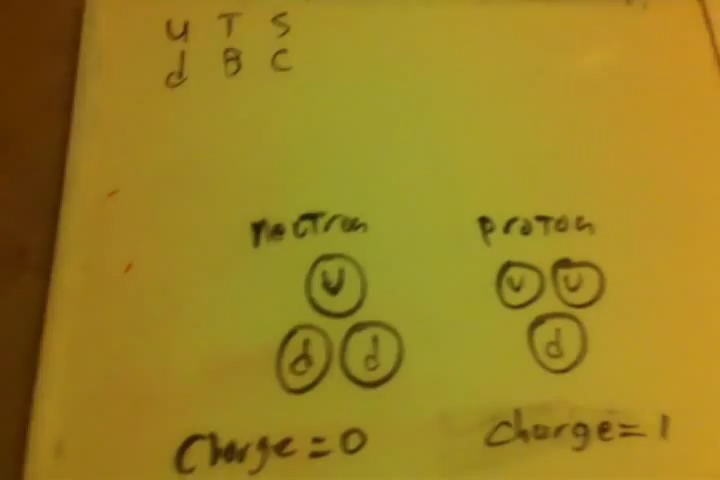 u T S
d B C
neutron proton
u u u
d d d
Charge = 0 charge = 1